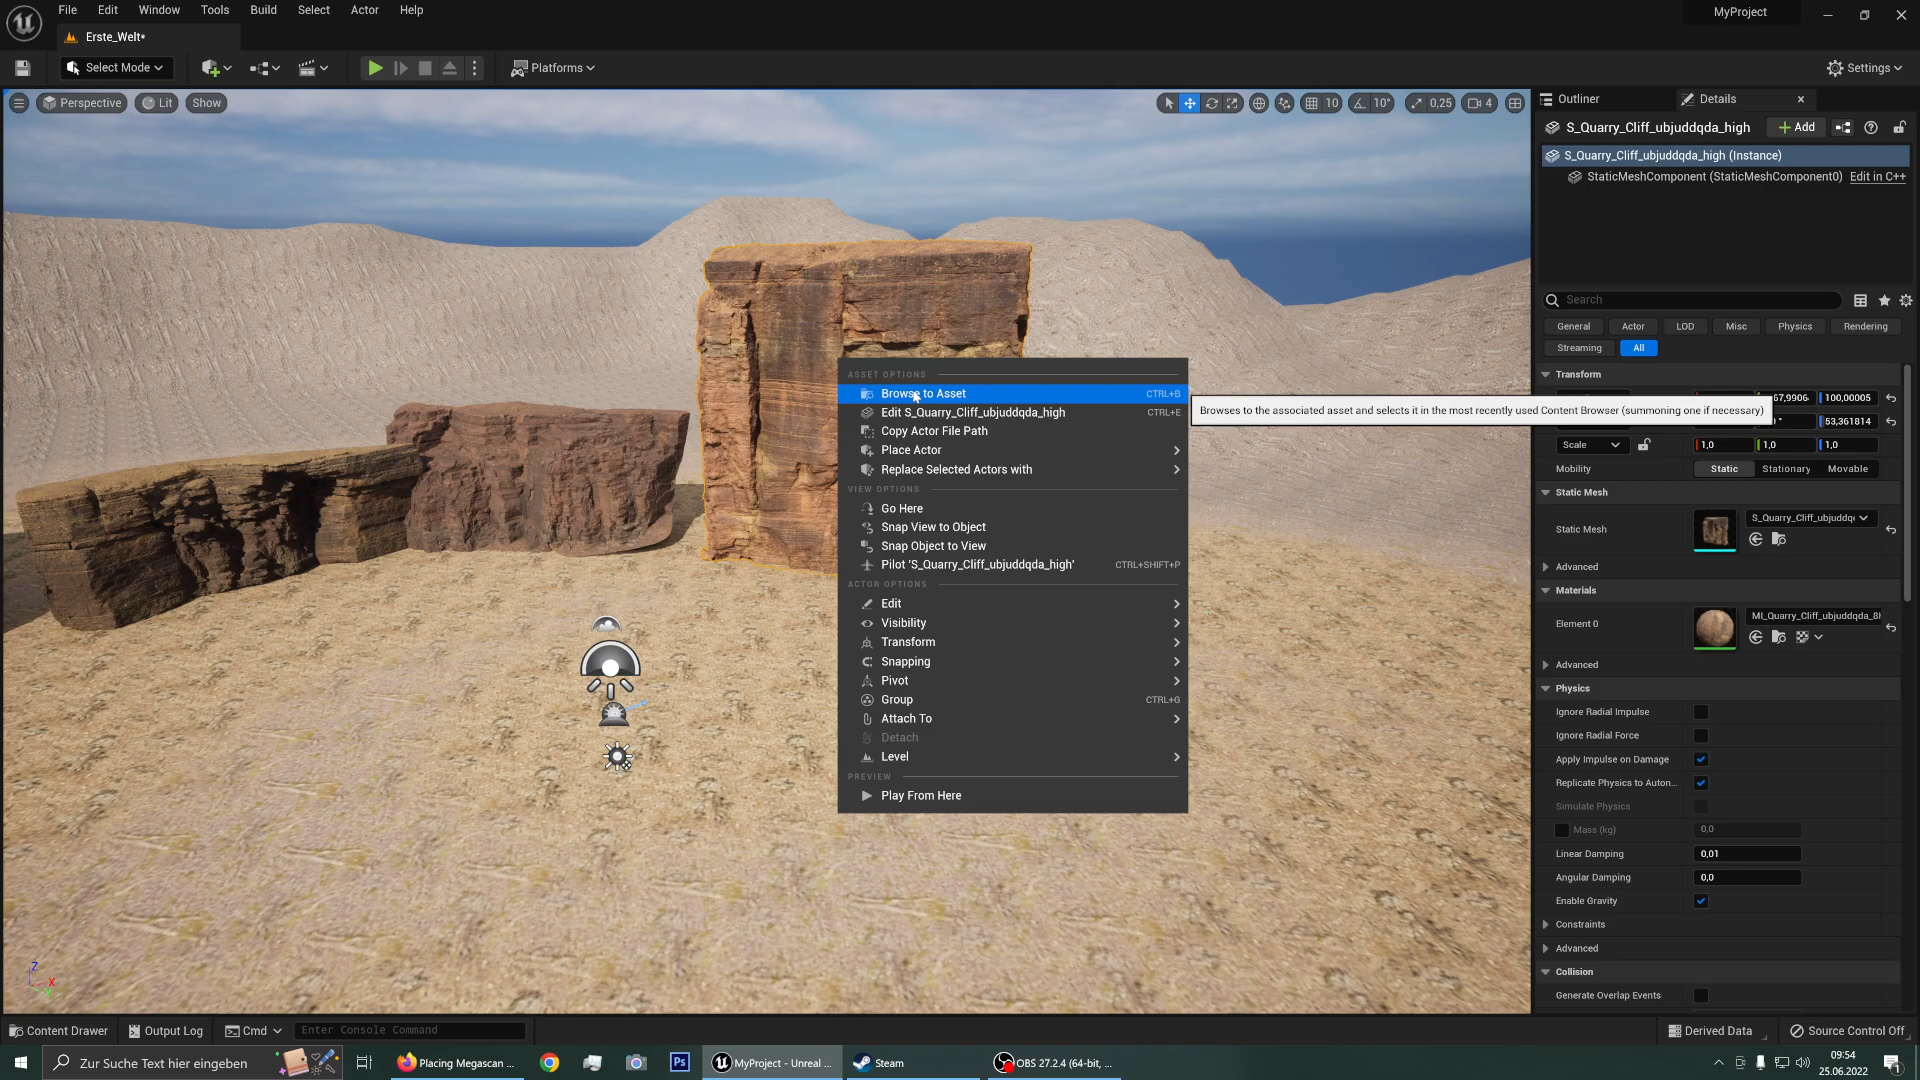 File Edit Window Tools Build Select Actor Help
MyProject
Erste_Welt•
Select Mode
Platforms
Settings
Perspective Lit Show
10 10° 0,25 4
Outliner Details
S_Quarry_Cliff_ubjuddqda_high
Add
S_Quarry_Cliff_ubjuddqda_high (Instance)
StaticMeshComponent (StaticMeshComponent0) Edit in C++
Search
General Actor LOD Misc Physics Rendering
Streaming All
Transform
67,9906 100,00005
° 53,361814
Scale 1,0 1,0 1,0
Mobility Static Stationary Movable
Static Mesh
Static Mesh S_Quarry_Cliff_ubjuddq
Advanced
Materials
Element 0 MI_Quarry_Cliff_ubjuddqda_8
Advanced
Physics
Ignore Radial Impulse
Ignore Radial Force
Apply Impulse on Damage
Replicate Physics to Auton...
Simulate Physics
Mass (kg) 0,0
Linear Damping 0,01
Angular Damping 0,0
Enable Gravity
Constraints
Advanced
Collision
Generate Overlap Events
ASSET OPTIONS
Browse to Asset CTRL+B
Edit S_Quarry_Cliff_ubjuddqda_high CTRL+E
Copy Actor File Path
Place Actor
Replace Selected Actors with
VIEW OPTIONS
Go Here
Snap View to Object
Snap Object to View
Pilot 'S_Quarry_Cliff_ubjuddqda_high' CTRL+SHIFT+P
ACTOR OPTIONS
Edit
Visibility
Transform
Snapping
Pivot
Group CTRL+G
Attach To
Detach
Level
PREVIEW
Play From Here
Browses to the associated asset and selects it in the most recently used Content Browser (summoning one if necessary)
Z
X
Y
Content Drawer Output Log Cmd Enter Console Command
Derived Data Source Control Off
Zur Suche Text hier eingeben
Placing Megascan ...
Ps
MyProject - Unreal ...
Steam
OBS 27.2.4 (64-bit, ...
09:54
25.06.2022
1